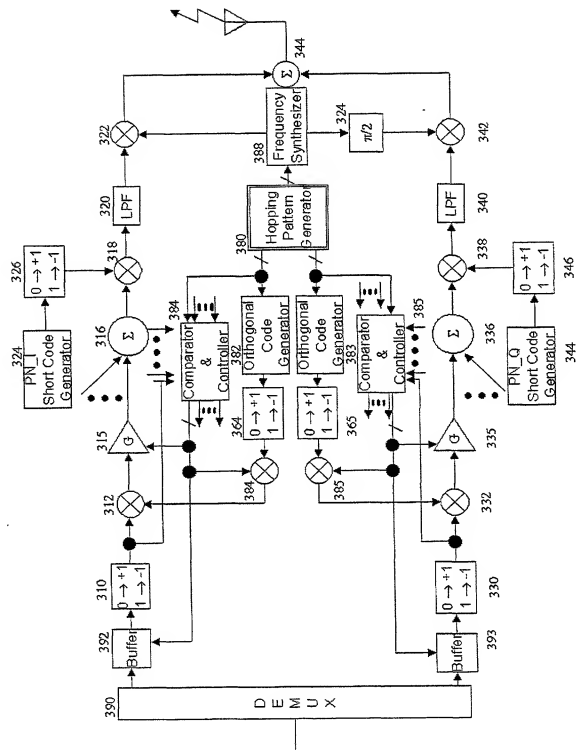 390
DEMUX
392
Buffer
310
0 → +1
1 → -1
312
315
G
316
Σ
324
PN_I
Short Code
Generator
326
0 → +1
1 → -1
318
320
LPF
322
344
Σ
384
Comparator
&
Controller
382
Orthogonal
Code
Generator
364
0 → +1
1 → -1
384
380
Hopping
Pattern
Generator
388
Frequency
Synthesizer
324
π/2
383
Orthogonal
Code
Generator
365
0 → +1
1 → -1
385
385
Comparator
&
Controller
393
Buffer
330
0 → +1
1 → -1
332
335
G
336
Σ
344
PN_Q
Short Code
Generator
346
0 → +1
1 → -1
338
340
LPF
342